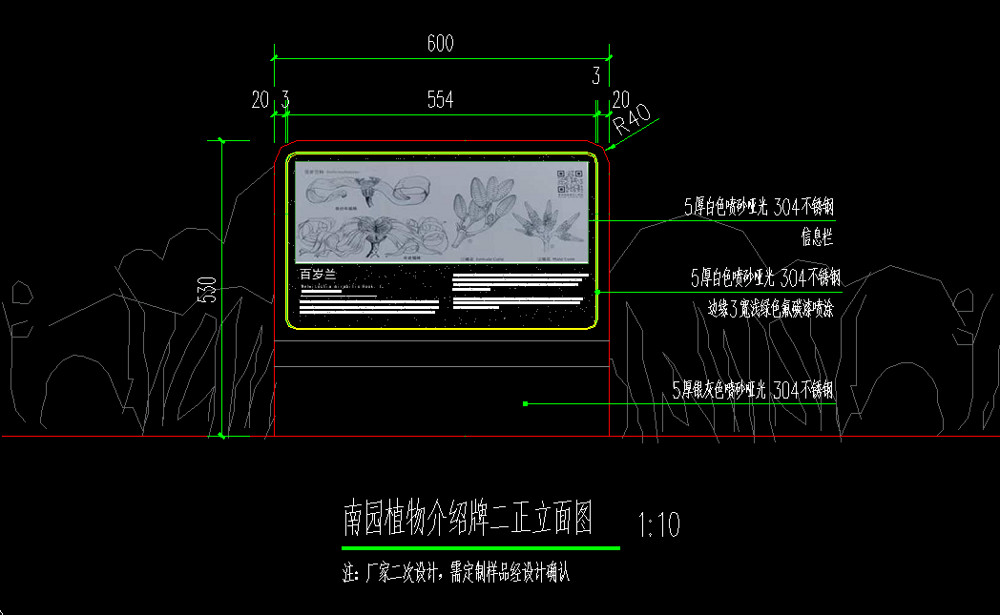 600
3
20 3 554 20
R40
530
5厚白色喷砂哑光 304不锈钢
信息栏
5厚白色喷砂哑光 304不锈钢
边缘3宽浅绿色氟碳漆喷涂
5厚银灰色喷砂哑光 304不锈钢
百岁兰
南园植物介绍牌二正立面图 1:10
注：厂家二次设计，需定制样品经设计确认